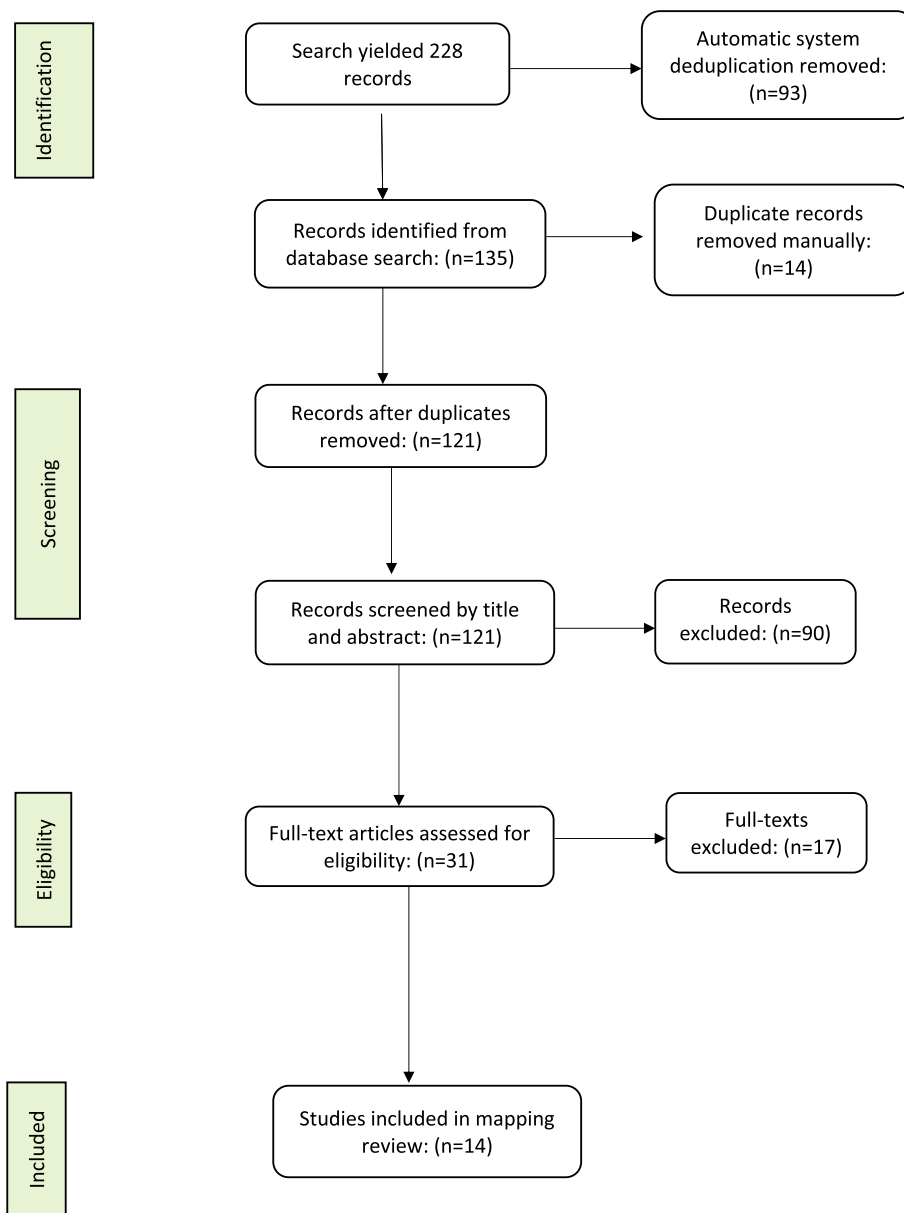 Identification
Search yielded 228
records
Automatic system
deduplication removed:
(n=93)
Records identified from
database search: (n=135)
Duplicate records
removed manually:
(n=14)
Screening
Records after duplicates
removed: (n=121)
Records screened by title
and abstract: (n=121)
Records
excluded: (n=90)
Eligibility
Full-text articles assessed for
eligibility: (n=31)
Full-texts
excluded: (n=17)
Included
Studies included in mapping
review: (n=14)